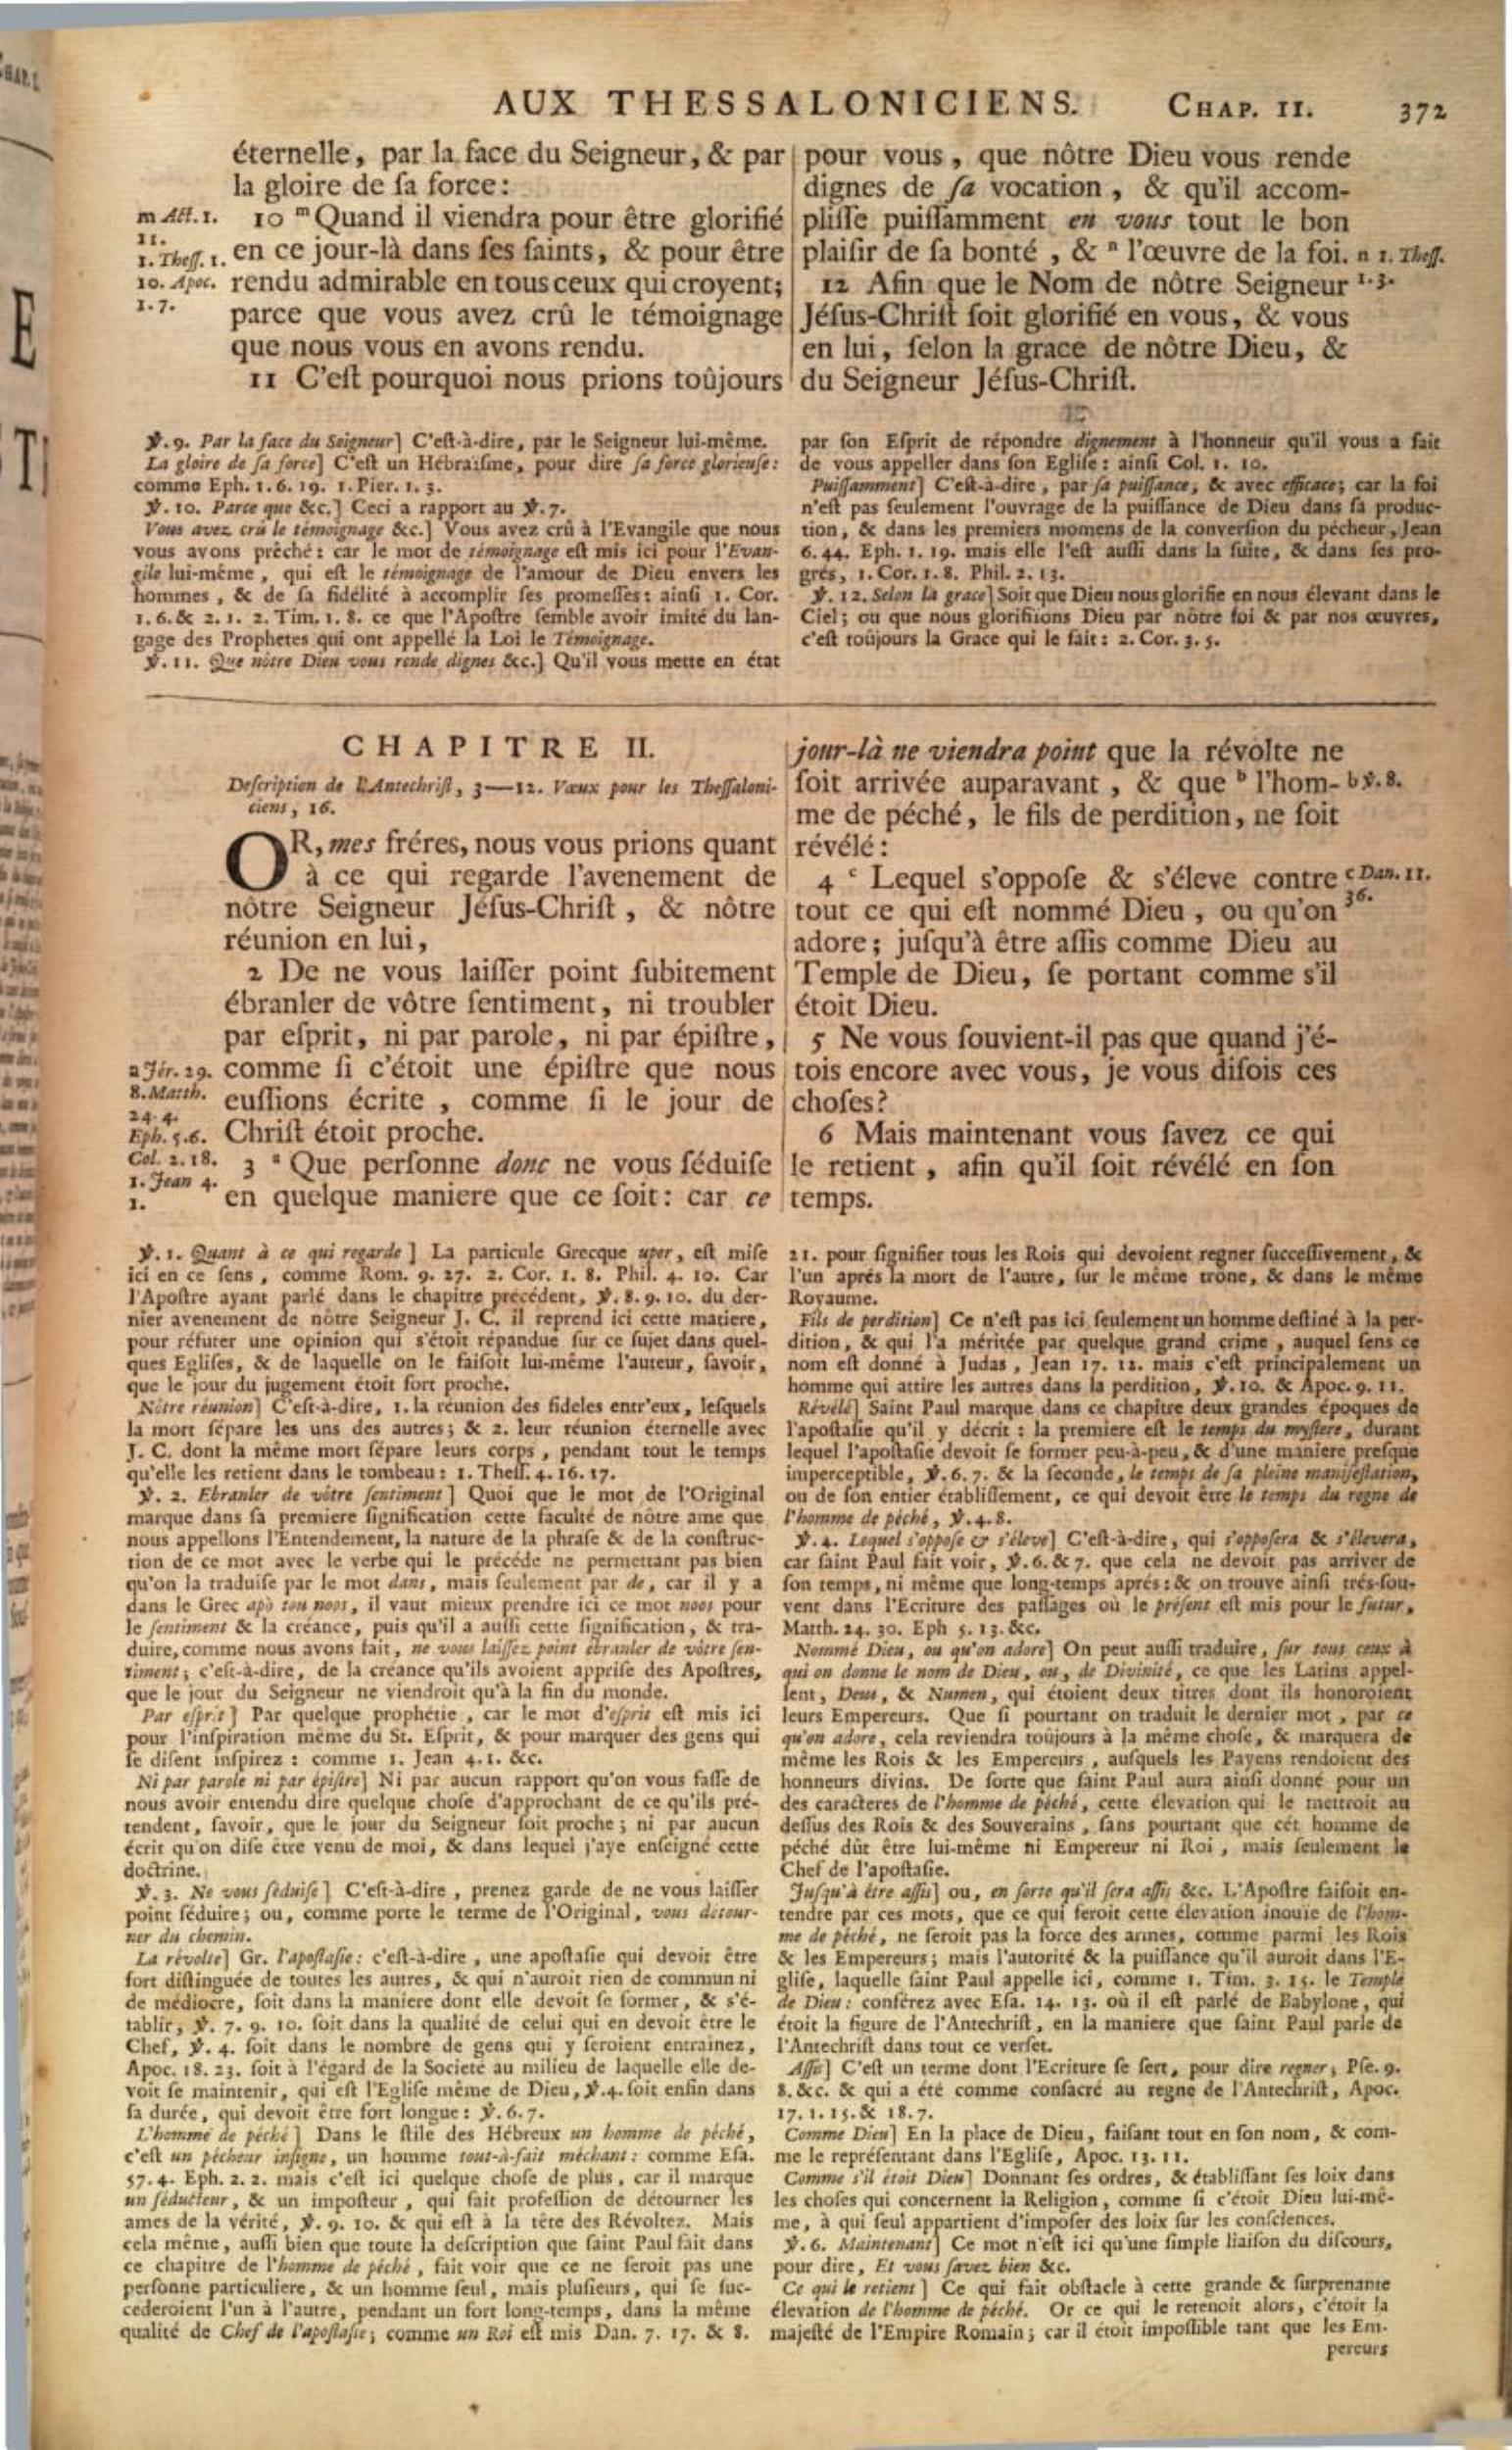 AUX THESSALONICIENS. CHAP. II. 372
éternelle, par la face du Seigneur, & par
la gloire de ſa force:
m Act. 1.
11.
1. Theſſ. 1.
10. Apoc.
1. 7.
10 ᵐ Quand il viendra pour être glorifié
en ce jour-là dans ſes ſaints, & pour être
rendu admirable en tous ceux qui croyent;
parce que vous avez crû le témoignage
que nous vous en avons rendu.
11 C'eſt pourquoi nous prions toûjours
pour vous, que nôtre Dieu vous rende
dignes de ſa vocation, & qu'il accom-
pliſſe puiſſamment en vous tout le bon
plaiſir de ſa bonté, & ⁿ l'œuvre de la foi.
n 1. Theſſ.
1. 3.
12 Afin que le Nom de nôtre Seigneur
Jéſus-Chriſt ſoit glorifié en vous, & vous
en lui, ſelon la grace de nôtre Dieu, &
du Seigneur Jéſus-Chriſt.
℣. 9. Par la face du Seigneur] C'eſt-à-dire, par le Seigneur lui-même.
La gloire de ſa force] C'eſt un Hébraïſme, pour dire ſa force glorieuſe:
comme Eph. 1. 6. 19. 1. Pier. 1. 3.
℣. 10. Parce que &c.] Ceci a rapport au ℣. 7.
Vous avez crû le témoignage &c.] Vous avez crû à l'Evangile que nous
vous avons prêché: car le mot de témoignage eſt mis ici pour l'Evan-
gile lui-même, qui eſt le témoignage de l'amour de Dieu envers les
hommes, & de ſa fidélité à accomplir ſes promeſſes: ainſi 1. Cor.
1. 6. & 2. 1. 2. Tim. 1. 8. ce que l'Apoſtre ſemble avoir imité du lan-
gage des Prophetes qui ont appellé la Loi le Témoignage.
℣. 11. Que nôtre Dieu vous rende dignes &c.] Qu'il vous mette en état
par ſon Eſprit de répondre dignement à l'honneur qu'il vous a fait
de vous appeller dans ſon Egliſe: ainſi Col. 1. 10.
Puiſſamment] C'eſt-à-dire, par ſa puiſſance, & avec efficace; car la foi
n'eſt pas ſeulement l'ouvrage de la puiſſance de Dieu dans ſa produc-
tion, & dans les premiers momens de la converſion du pécheur, Jean
6. 44. Eph. 1. 19. mais elle l'eſt auſſi dans la ſuite, & dans ſes pro-
grés, 1. Cor. 1. 8. Phil. 2. 13.
℣. 12. Selon la grace] Soit que Dieu nous glorifie en nous élevant dans le
Ciel; ou que nous glorifiions Dieu par nôtre foi & par nos œuvres,
c'eſt toûjours la Grace qui le fait: 2. Cor. 3. 5.
CHAPITRE II.
Deſcription de l'Antechriſt, 3—12. Vœux pour les Theſſaloni-
ciens, 16.
OR, mes fréres, nous vous prions quant
à ce qui regarde l'avenement de
nôtre Seigneur Jéſus-Chriſt, & nôtre
réunion en lui,
2 De ne vous laiſſer point ſubitement
ébranler de vôtre ſentiment, ni troubler
par eſprit, ni par parole, ni par épiſtre,
comme ſi c'étoit une épiſtre que nous
euſſions écrite, comme ſi le jour de
Chriſt étoit proche.
a Jér. 29.
8. Matth.
24. 4.
Eph. 5. 6.
Col. 2. 18.
1. Jean 4.
1.
3 ᵃ Que perſonne donc ne vous ſéduiſe
en quelque maniere que ce ſoit: car ce
jour-là ne viendra point que la révolte ne
ſoit arrivée auparavant, & que ᵇ l'hom-
b ℣. 8.
me de péché, le fils de perdition, ne ſoit
révélé:
4 ᶜ Lequel s'oppoſe & s'éleve contre
c Dan. 11.
36.
tout ce qui eſt nommé Dieu, ou qu'on
adore; juſqu'à être aſſis comme Dieu au
Temple de Dieu, ſe portant comme s'il
étoit Dieu.
5 Ne vous ſouvient-il pas que quand j'é-
tois encore avec vous, je vous diſois ces
choſes?
6 Mais maintenant vous ſavez ce qui
le retient, afin qu'il ſoit révélé en ſon
temps.
℣. 1. Quant à ce qui regarde] La particule Grecque uper, eſt miſe
ici en ce ſens, comme Rom. 9. 27. 2. Cor. 1. 8. Phil. 4. 10. Car
l'Apoſtre ayant parlé dans le chapitre précédent, ℣. 8. 9. 10. du der-
nier avenement de nôtre Seigneur J. C. il reprend ici cette matiere,
pour réfuter une opinion qui s'étoit répandue ſur ce ſujet dans quel-
ques Egliſes, & de laquelle on le faiſoit lui-même l'auteur, ſavoir,
que le jour du jugement étoit fort proche.
Nôtre réunion] C'eſt-à-dire, 1. la réunion des fideles entr'eux, leſquels
la mort ſépare les uns des autres; & 2. leur réunion éternelle avec
J. C. dont la même mort ſépare leurs corps, pendant tout le temps
qu'elle les retient dans le tombeau: 1. Theſſ. 4. 16. 17.
℣. 2. Ebranler de vôtre ſentiment] Quoi que le mot de l'Original
marque dans ſa premiere ſignification cette faculté de nôtre ame que
nous appellons l'Entendement, la nature de la phraſe & de la conſtruc-
tion de ce mot avec le verbe qui le précéde ne permettant pas bien
qu'on la traduiſe par le mot dans, mais ſeulement par de, car il y a
dans le Grec apò tou noos, il vaut mieux prendre ici ce mot noos pour
le ſentiment & la créance, puis qu'il a auſſi cette ſignification, & tra-
duire, comme nous avons fait, ne vous laiſſez point ébranler de vôtre ſen-
timent; c'eſt-à-dire, de la créance qu'ils avoient appriſe des Apoſtres,
que le jour du Seigneur ne viendroit qu'à la fin du monde.
Par eſprit] Par quelque prophétie, car le mot d'eſprit eſt mis ici
pour l'inſpiration même du St. Eſprit, & pour marquer des gens qui
ſe diſent inſpirez: comme 1. Jean 4. 1. &c.
Ni par parole ni par épiſtre] Ni par aucun rapport qu'on vous faſſe de
nous avoir entendu dire quelque choſe d'approchant de ce qu'ils pré-
tendent, ſavoir, que le jour du Seigneur ſoit proche; ni par aucun
écrit qu'on diſe être venu de moi, & dans lequel j'aye enſeigné cette
doctrine.
℣. 3. Ne vous ſéduiſe] C'eſt-à-dire, prenez garde de ne vous laiſſer
point ſéduire; ou, comme porte le terme de l'Original, vous détour-
ner du chemin.
La révolte] Gr. l'apoſtaſie: c'eſt-à-dire, une apoſtaſie qui devoit être
fort diſtinguée de toutes les autres, & qui n'auroit rien de commun ni
de médiocre, ſoit dans la maniere dont elle devoit ſe former, & s'é-
tablir, ℣. 7. 9. 10. ſoit dans la qualité de celui qui en devoit être le
Chef, ℣. 4. ſoit dans le nombre de gens qui y ſeroient entrainez,
Apoc. 18. 23. ſoit à l'égard de la Societé au milieu de laquelle elle de-
voit ſe maintenir, qui eſt l'Egliſe même de Dieu, ℣. 4. ſoit enfin dans
ſa durée, qui devoit être fort longue: ℣. 6. 7.
L'homme de péché] Dans le ſtile des Hébreux un homme de péché,
c'eſt un pécheur inſigne, un homme tout-à-fait méchant: comme Eſa.
57. 4. Eph. 2. 2. mais c'eſt ici quelque choſe de plus, car il marque
un ſéducteur, & un impoſteur, qui fait profeſſion de détourner les
ames de la vérité, ℣. 9. 10. & qui eſt à la tête des Révoltez. Mais
cela même, auſſi bien que toute la deſcription que ſaint Paul fait dans
ce chapitre de l'homme de péché, fait voir que ce ne ſeroit pas une
perſonne particuliere, & un homme ſeul, mais pluſieurs, qui ſe ſuc-
cederoient l'un à l'autre, pendant un fort long-temps, dans la même
qualité de Chef de l'apoſtaſie; comme un Roi eſt mis Dan. 7. 17. & 8.
21. pour ſignifier tous les Rois qui devoient regner ſucceſſivement, &
l'un aprés la mort de l'autre, ſur le même trône, & dans le même
Royaume.
Fils de perdition] Ce n'eſt pas ici ſeulement un homme deſtiné à la per-
dition, & qui l'a méritée par quelque grand crime, auquel ſens ce
nom eſt donné à Judas, Jean 17. 12. mais c'eſt principalement un
homme qui attire les autres dans la perdition, ℣. 10. & Apoc. 9. 11.
Révélé] Saint Paul marque dans ce chapitre deux grandes époques de
l'apoſtaſie qu'il y décrit: la premiere eſt le temps du myſtere, durant
lequel l'apoſtaſie devoit ſe former peu-à-peu, & d'une maniere preſque
imperceptible, ℣. 6. 7. & la ſeconde, le temps de ſa pleine manifeſtation,
ou de ſon entier établiſſement, ce qui devoit être le temps du regne de
l'homme de péché, ℣. 4. 8.
℣. 4. Lequel s'oppoſe & s'éleve] C'eſt-à-dire, qui s'oppoſera & s'élevera,
car ſaint Paul fait voir, ℣. 6. & 7. que cela ne devoit pas arriver de
ſon temps, ni même que long-temps aprés: & on trouve ainſi trés-ſou-
vent dans l'Ecriture des paſſages où le préſent eſt mis pour le futur,
Matth. 24. 30. Eph 5. 13. &c.
Nommé Dieu, ou qu'on adore] On peut auſſi traduire, ſur tous ceux à
qui on donne le nom de Dieu, ou, de Divinité, ce que les Latins appel-
lent, Deus, & Numen, qui étoient deux titres dont ils honoroient
leurs Empereurs. Que ſi pourtant on traduit le dernier mot, par ce
qu'on adore, cela reviendra toûjours à la même choſe, & marquera de
même les Rois & les Empereurs, auſquels les Payens rendoient des
honneurs divins. De ſorte que ſaint Paul aura ainſi donné pour un
des caracteres de l'homme de péché, cette élevation qui le mettroit au
deſſus des Rois & des Souverains, ſans pourtant que cét homme de
péché dût être lui-même ni Empereur ni Roi, mais ſeulement le
Chef de l'apoſtaſie.
Juſqu'à être aſſis] ou, en ſorte qu'il ſera aſſis &c. L'Apoſtre faiſoit en-
tendre par ces mots, que ce qui feroit cette élevation inouïe de l'hom-
me de péché, ne ſeroit pas la force des armes, comme parmi les Rois
& les Empereurs; mais l'autorité & la puiſſance qu'il auroit dans l'E-
gliſe, laquelle ſaint Paul appelle ici, comme 1. Tim. 3. 15. le Temple
de Dieu: conférez avec Eſa. 14. 13. où il eſt parlé de Babylone, qui
étoit la figure de l'Antechriſt, en la maniere que ſaint Paul parle de
l'Antechriſt dans tout ce verſet.
Aſſis] C'eſt un terme dont l'Ecriture ſe ſert, pour dire regner; Pſe. 9.
8. &c. & qui a été comme conſacré au regne de l'Antechriſt, Apoc.
17. 1. 15. & 18. 7.
Comme Dieu] En la place de Dieu, faiſant tout en ſon nom, & com-
me le repréſentant dans l'Egliſe, Apoc. 13. 11.
Comme s'il étoit Dieu] Donnant ſes ordres, & établiſſant ſes loix dans
les choſes qui concernent la Religion, comme ſi c'étoit Dieu lui-mê-
me, à qui ſeul appartient d'impoſer des loix ſur les conſciences.
℣. 6. Maintenant] Ce mot n'eſt ici qu'une ſimple liaiſon du diſcours,
pour dire, Et vous ſavez bien &c.
Ce qui le retient] Ce qui fait obſtacle à cette grande & ſurprenante
élevation de l'homme de péché. Or ce qui le retenoit alors, c'étoit la
majeſté de l'Empire Romain; car il étoit impoſſible tant que les Em-
pereurs